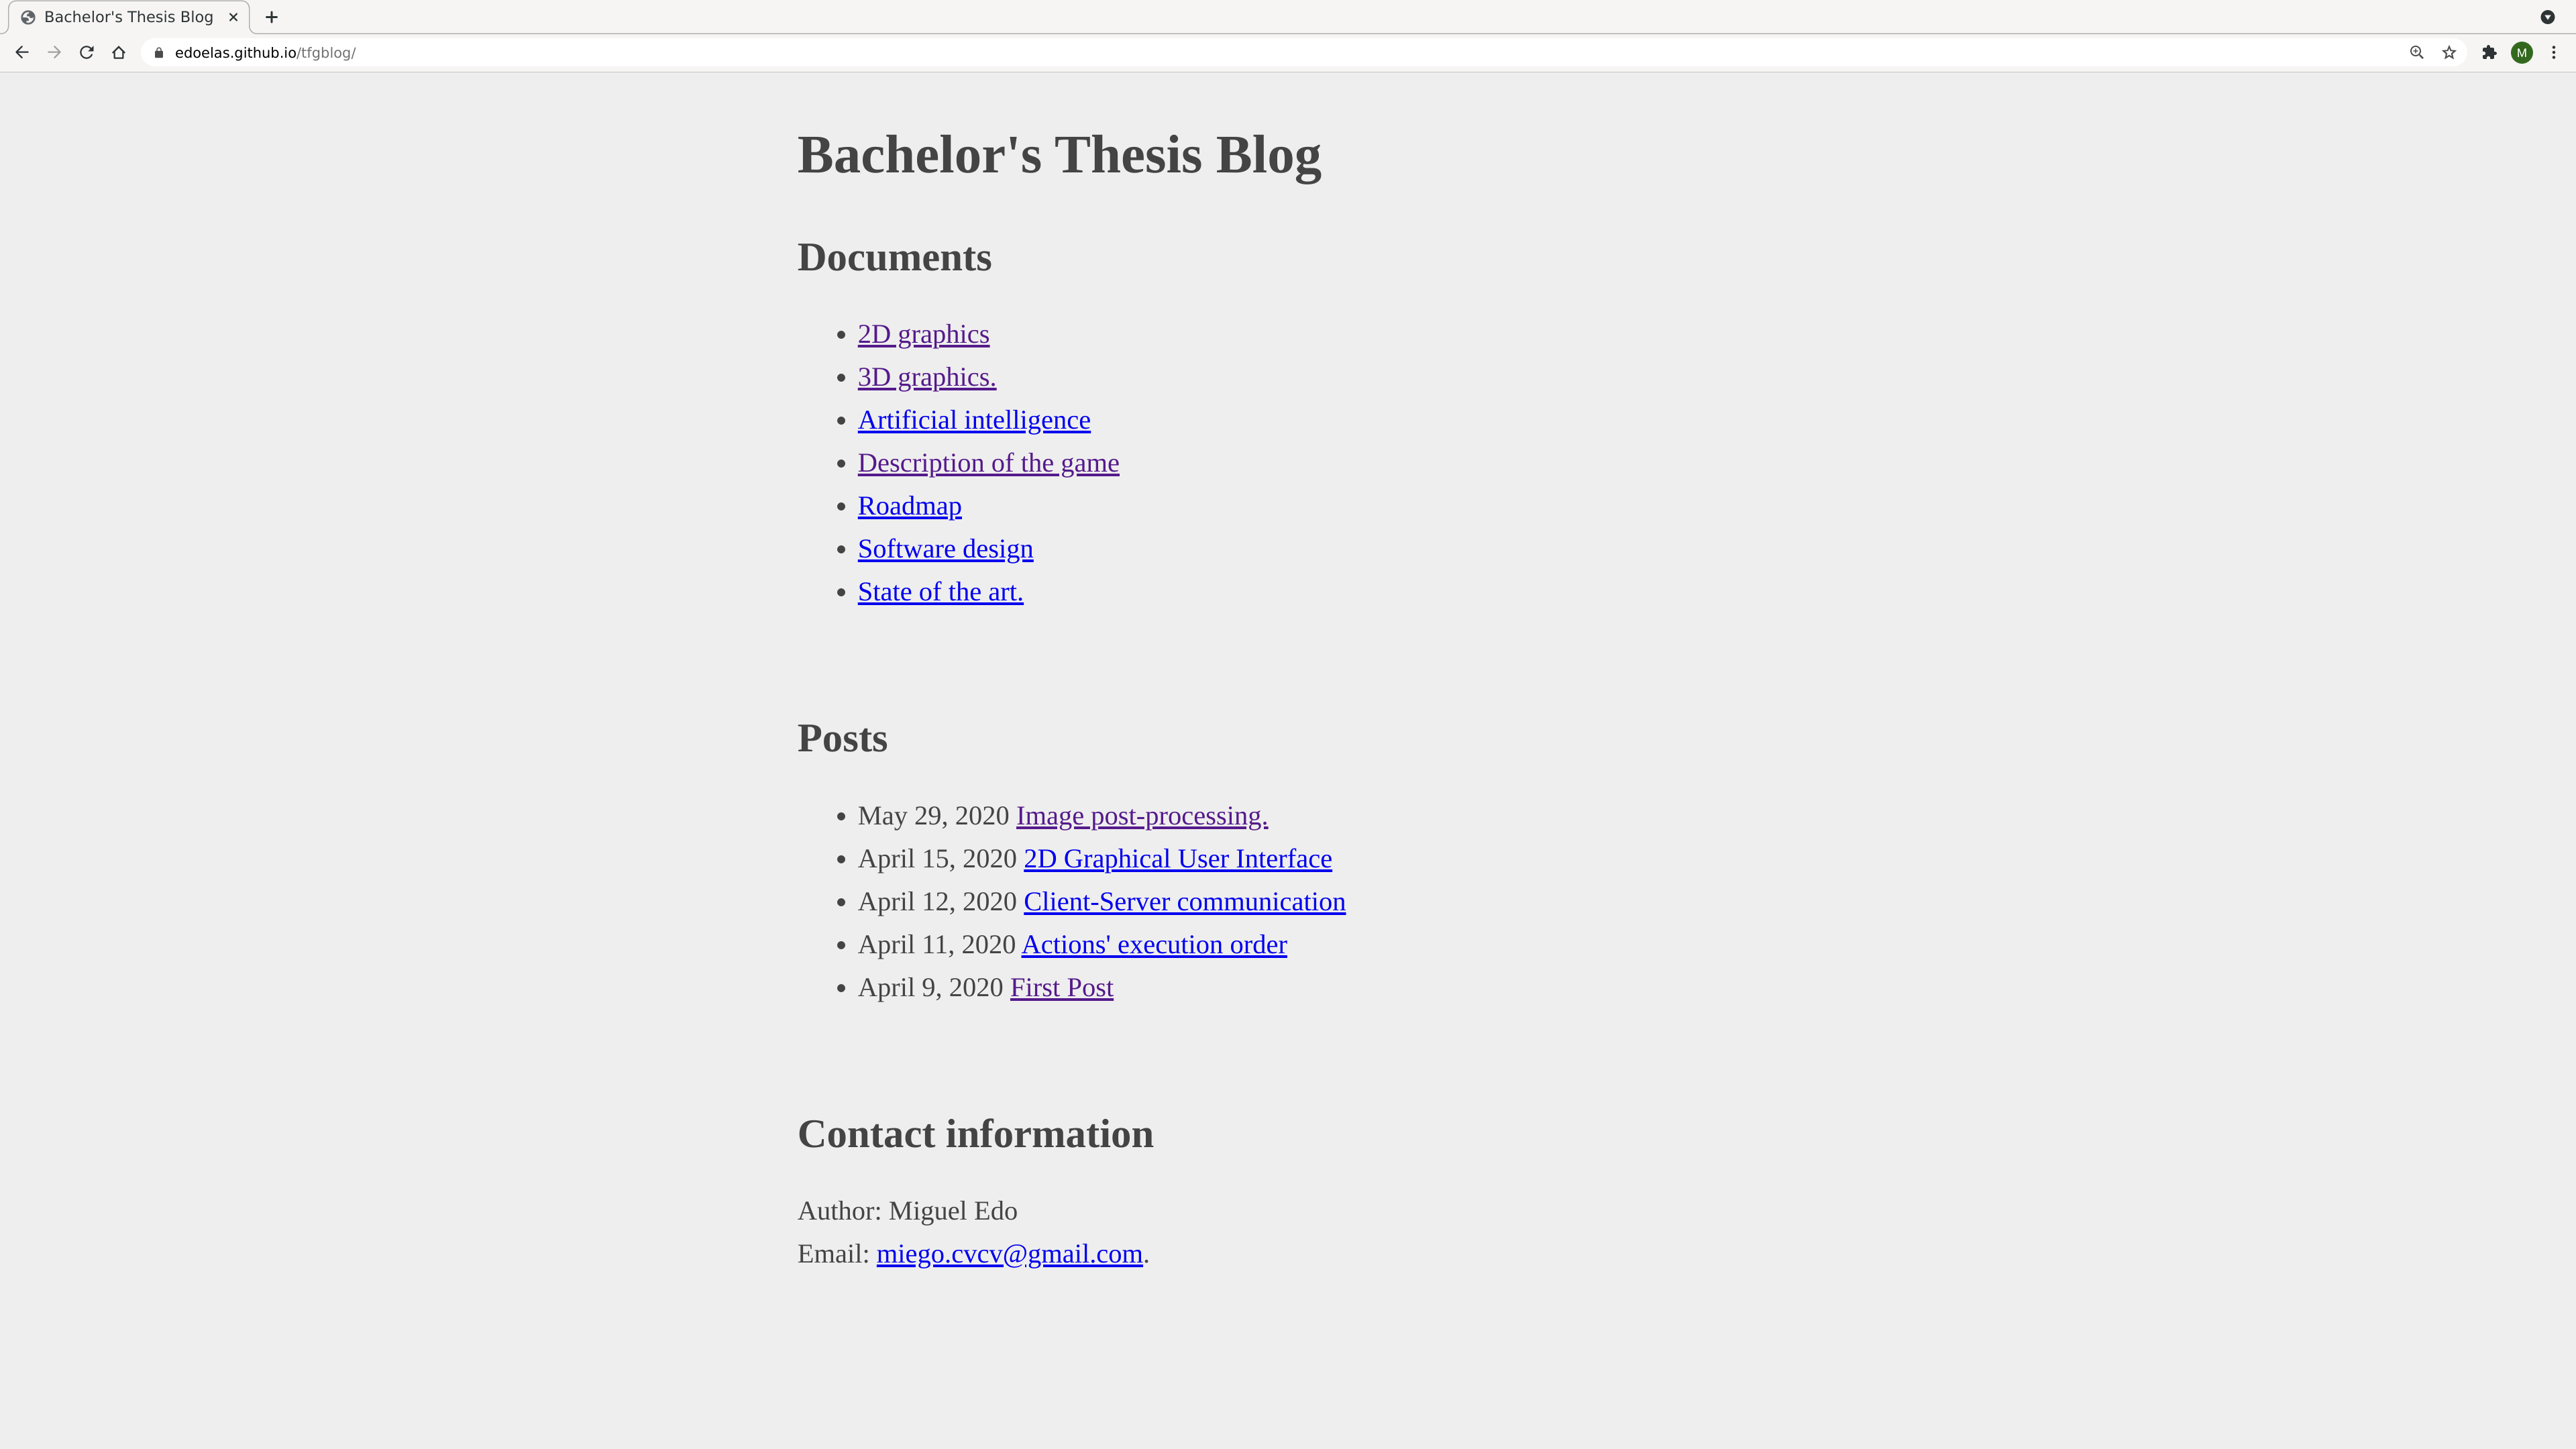 Bachelor's Thesis Blog
edoelas.github.io/tfgblog/
M
Bachelor's Thesis Blog
Documents
2D graphics
3D graphics.
Artificial intelligence
Description of the game
Roadmap
Software design
State of the art.
Posts
May 29, 2020 Image post-processing.
April 15, 2020 2D Graphical User Interface
April 12, 2020 Client-Server communication
April 11, 2020 Actions' execution order
April 9, 2020 First Post
Contact information
Author: Miguel Edo
Email: miego.cvcv@gmail.com.